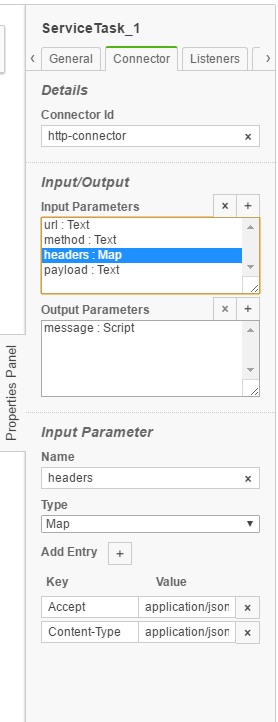 ServiceTask_1
General Connector Listeners
Details
Connector Id
http-connector
Input/Output
Input Parameters
url : Text
method : Text
headers : Map
payload : Text
Output Parameters
message : Script
Properties Panel
Input Parameter
Name
headers
Type
Map
Add Entry
Key Value
Accept application/json
Content-Type application/json